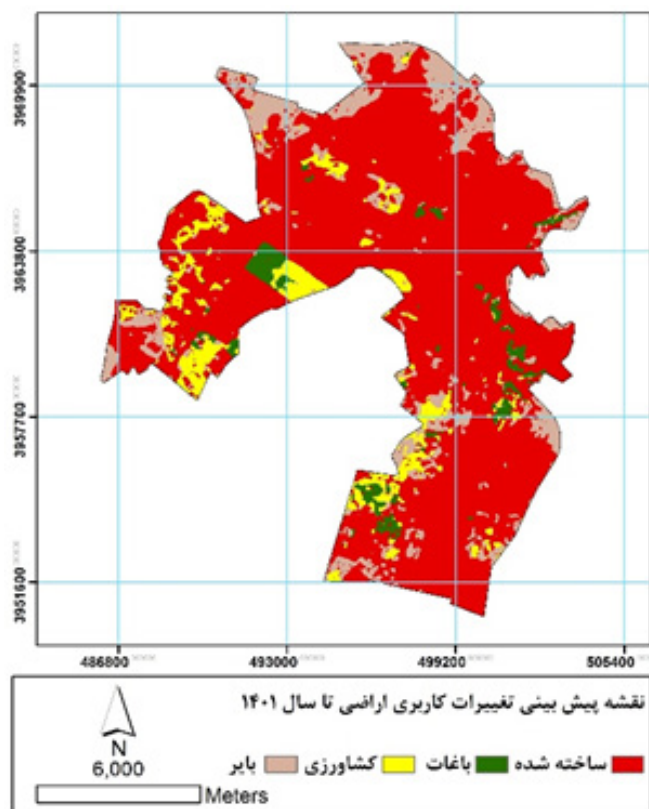 3969900
3963800
3957700
3951600
486800
493000
499200
505400
نقشه پیش بینی تغییرات کاربری اراضی تا سال ۱۴۰۱
ساخته شده باغات کشاورزی بایر
N
6,000
Meters